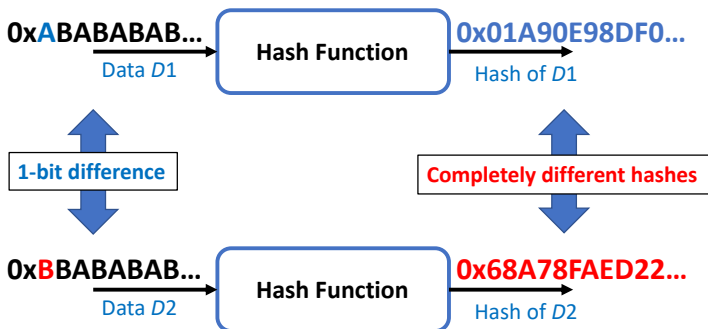 0xABABABAB...
Hash Function
0x01A90E98DF0...
Data D1
Hash of D1
1-bit difference
Completely different hashes
0xBBABABAB...
Hash Function
0x68A78FAED22...
Data D2
Hash of D2